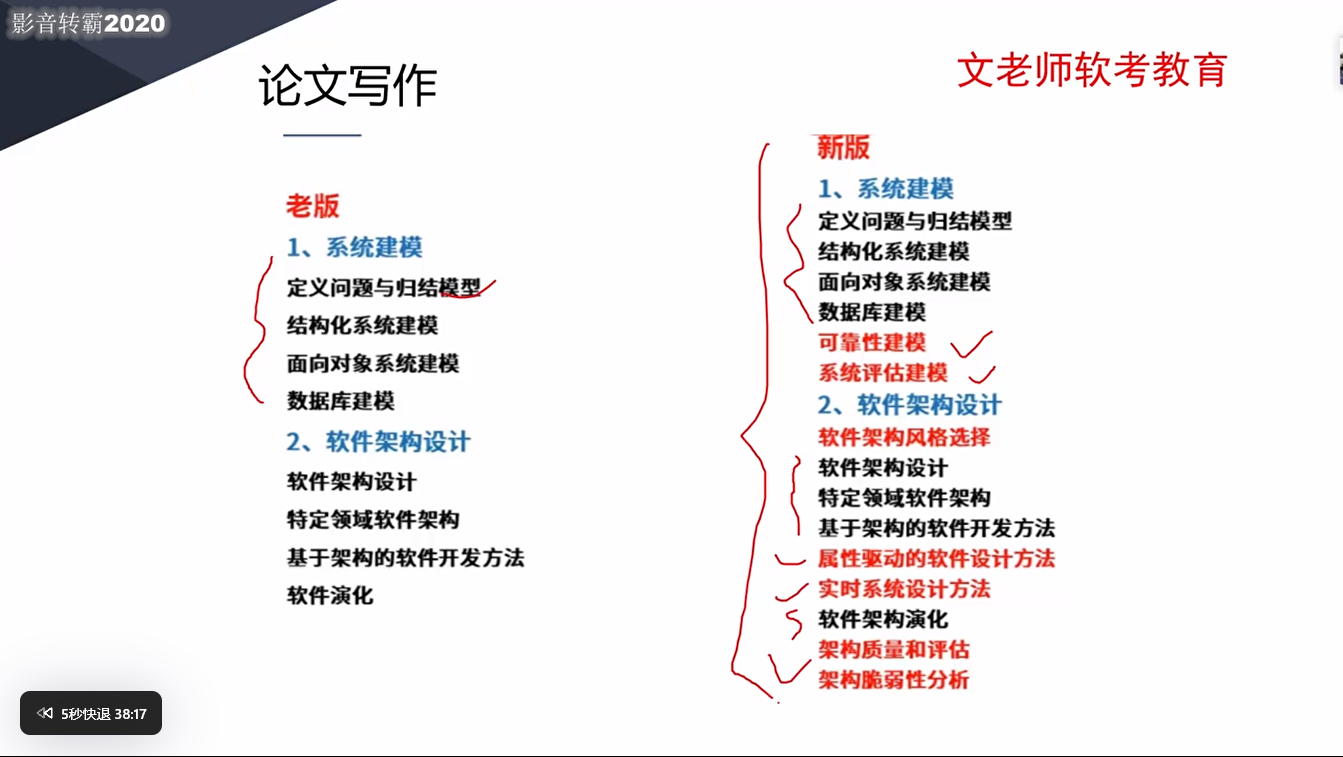 影音转霸2020
论文写作
文老师软考教育
老版
1、系统建模
定义问题与归结模型
结构化系统建模
面向对象系统建模
数据库建模
2、软件架构设计
软件架构设计
特定领域软件架构
基于架构的软件开发方法
软件演化
新版
1、系统建模
定义问题与归结模型
结构化系统建模
面向对象系统建模
数据库建模
可靠性建模
系统评估建模
2、软件架构设计
软件架构风格选择
软件架构设计
特定领域软件架构
基于架构的软件开发方法
属性驱动的软件设计方法
实时系统设计方法
软件架构演化
架构质量和评估
架构脆弱性分析
5秒快退 38:17